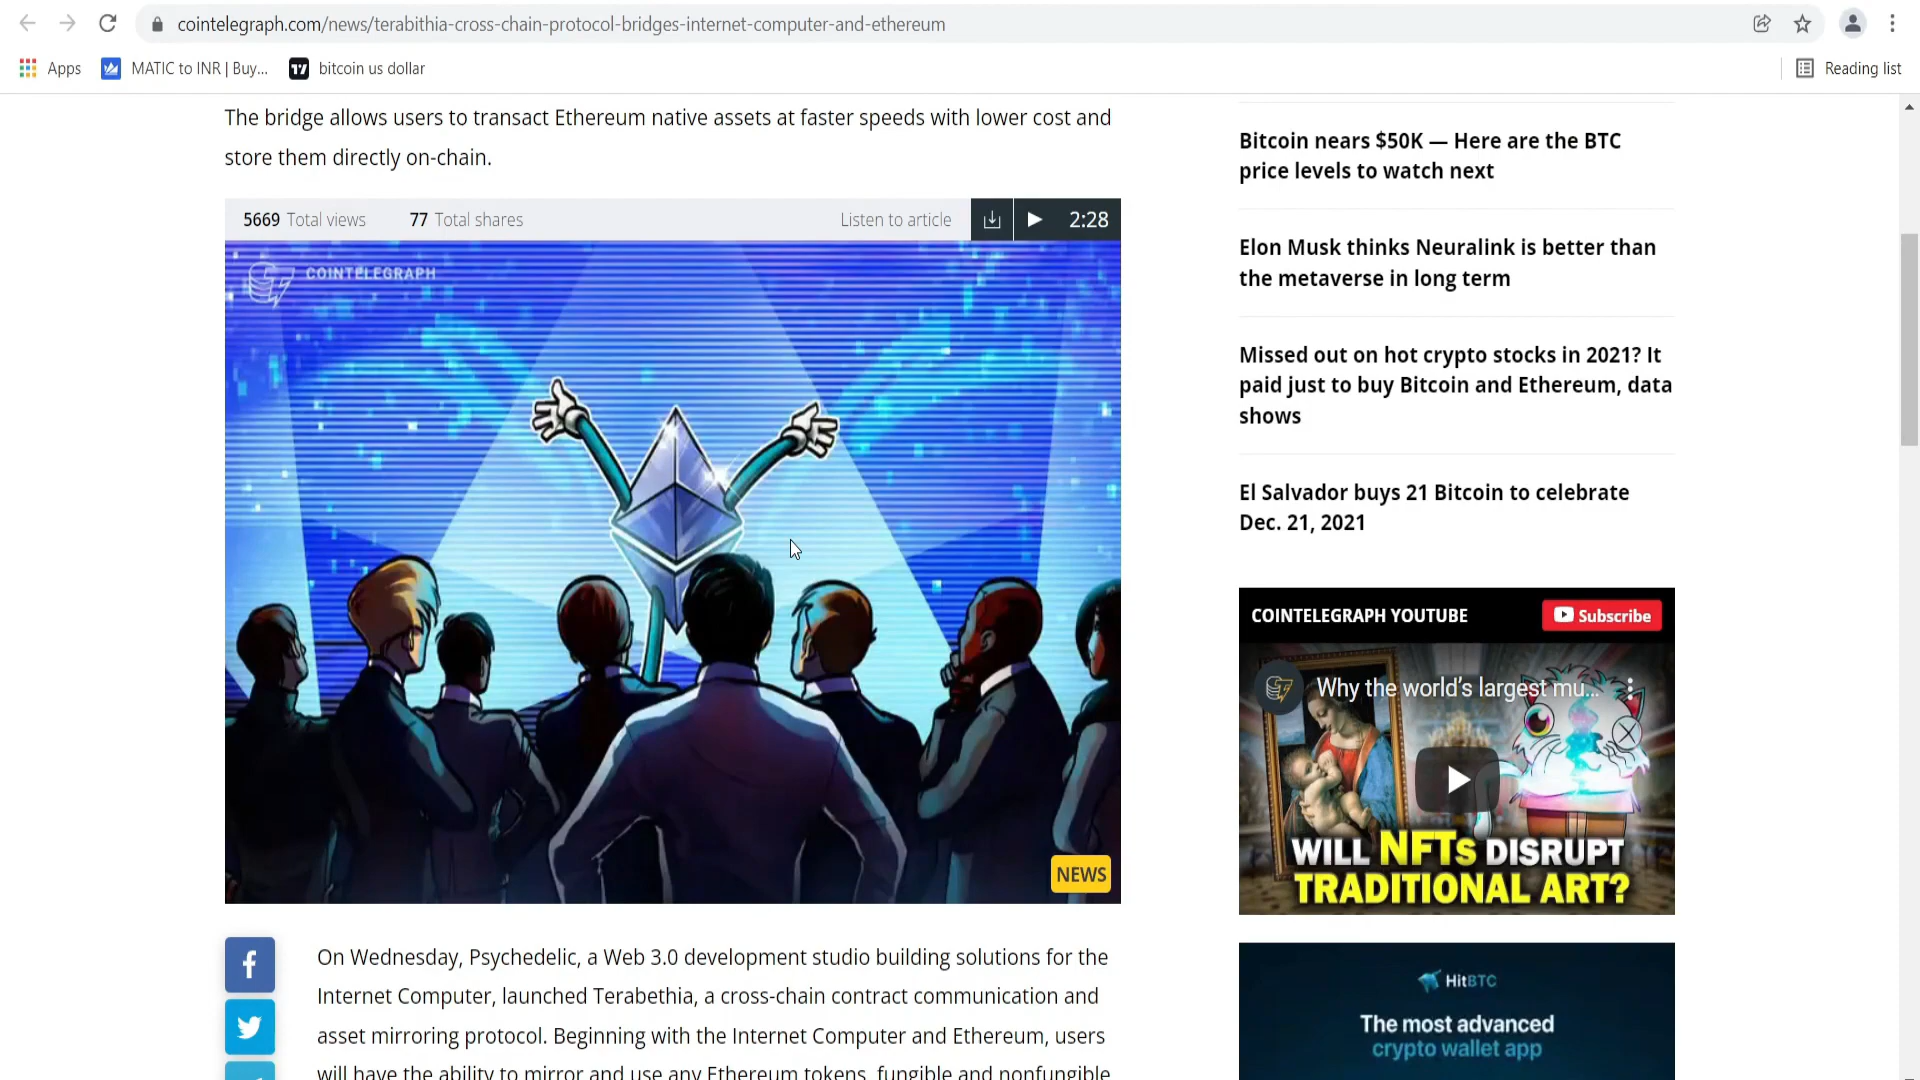 cointelegraph.com/news/terabithia-cross-chain-protocol-bridges-internet-computer-and-ethereum
Apps
MATIC to INR | Buy...
bitcoin us dollar
Reading list
The bridge allows users to transact Ethereum native assets at faster speeds with lower cost and
store them directly on-chain.
5669 Total views
77 Total shares
Listen to article
2:28
COINTELEGRAPH
NEWS
On Wednesday, Psychedelic, a Web 3.0 development studio building solutions for the
Internet Computer, launched Terabethia, a cross-chain contract communication and
asset mirroring protocol. Beginning with the Internet Computer and Ethereum, users
will have the ability to mirror and use any Ethereum tokens, fungible and nonfungible
Bitcoin nears $50K — Here are the BTC
price levels to watch next
Elon Musk thinks Neuralink is better than
the metaverse in long term
Missed out on hot crypto stocks in 2021? It
paid just to buy Bitcoin and Ethereum, data
shows
El Salvador buys 21 Bitcoin to celebrate
Dec. 21, 2021
COINTELEGRAPH YOUTUBE
Subscribe
Why the world's largest mu...
WILL NFTs DISRUPT
TRADITIONAL ART?
HitBTC
The most advanced
crypto wallet app